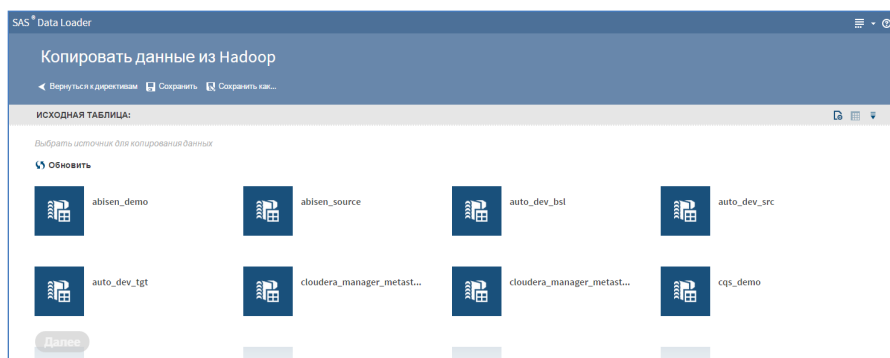 SAS® Data Loader
Копировать данные из Hadoop
Вернуться к директивам Сохранить Сохранить как...
ИСХОДНАЯ ТАБЛИЦА:
Выбрать источник для копирования данных
Обновить
abisen_demo abisen_source auto_dev_bsl auto_dev_src
auto_dev_tgt cloudera_manager_metast... cloudera_manager_metast... cqs_demo
Далее